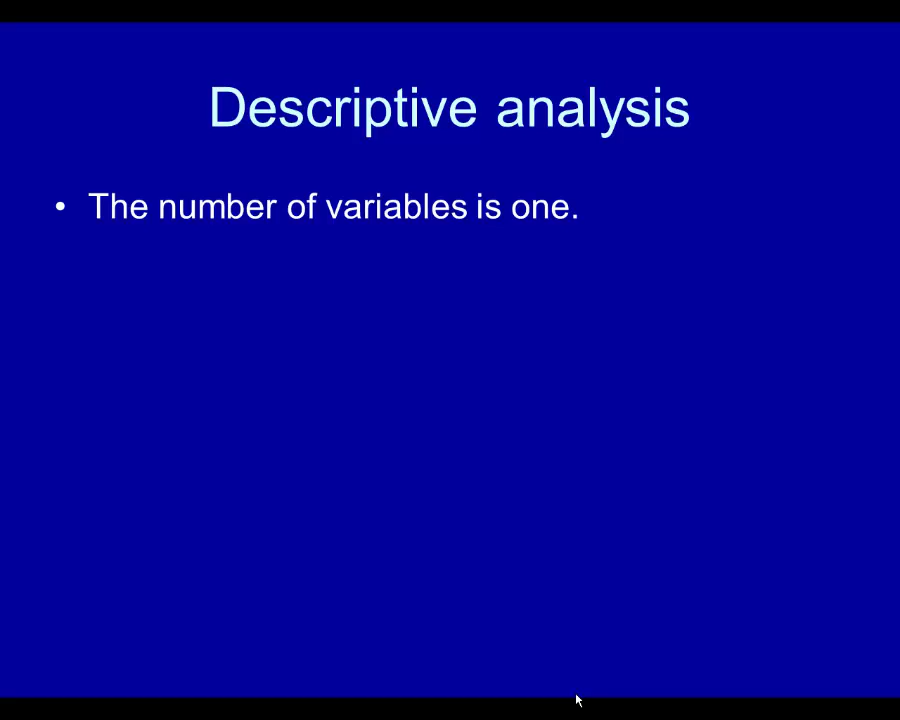 Descriptive analysis
• The number of variables is one.